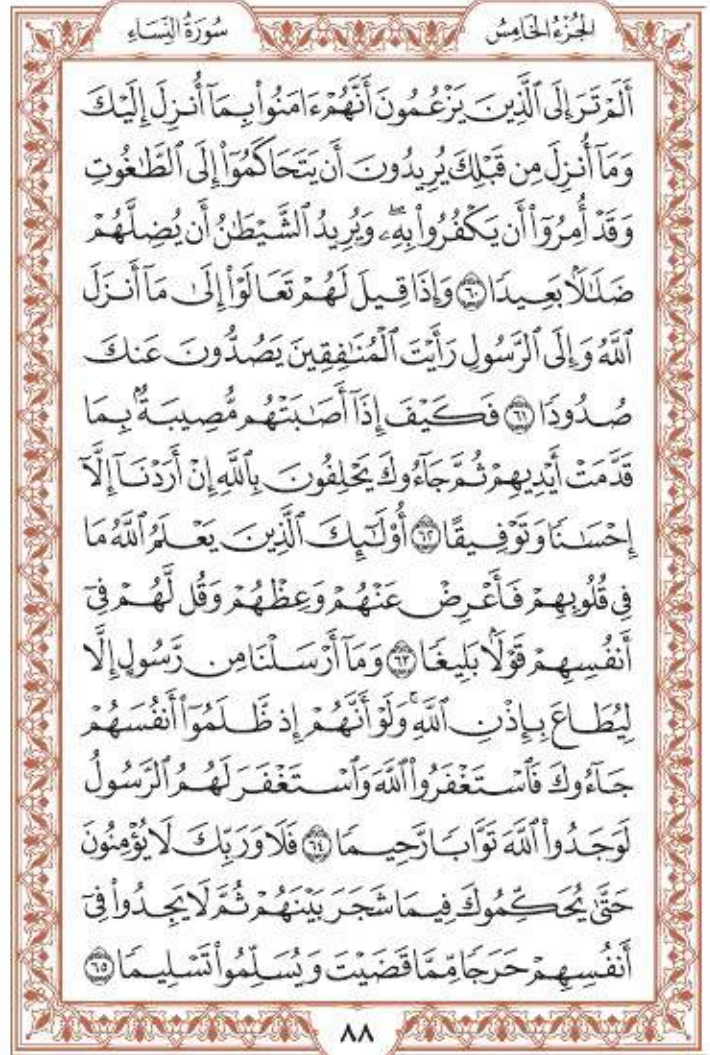 الجُزْءُ الخَامِسُ
سُورَةُ النِّسَاءِ
أَلَمْ تَرَ إِلَى ٱلَّذِينَ يَزْعُمُونَ أَنَّهُمْ ءَامَنُواْ بِمَآ أُنزِلَ إِلَيْكَ
وَمَآ أُنزِلَ مِن قَبْلِكَ يُرِيدُونَ أَن يَتَحَاكَمُوٓاْ إِلَى ٱلطَّٰغُوتِ
وَقَدْ أُمِرُوٓاْ أَن يَكْفُرُواْ بِهِۦۖ وَيُرِيدُ ٱلشَّيْطَٰنُ أَن يُضِلَّهُمْ
ضَلَٰلَۢا بَعِيدٗا ٦٠ وَإِذَا قِيلَ لَهُمْ تَعَالَوْاْ إِلَىٰ مَآ أَنزَلَ
ٱللَّهُ وَإِلَى ٱلرَّسُولِ رَأَيْتَ ٱلْمُنَٰفِقِينَ يَصُدُّونَ عَنكَ
صُدُودٗا ٦١ فَكَيْفَ إِذَآ أَصَٰبَتْهُم مُّصِيبَةُۢ بِمَا
قَدَّمَتْ أَيْدِيهِمْ ثُمَّ جَآءُوكَ يَحْلِفُونَ بِٱللَّهِ إِنْ أَرَدْنَآ إِلَّآ
إِحْسَٰنٗا وَتَوْفِيقًا ٦٢ أُوْلَٰٓئِكَ ٱلَّذِينَ يَعْلَمُ ٱللَّهُ مَا
فِي قُلُوبِهِمْ فَأَعْرِضْ عَنْهُمْ وَعِظْهُمْ وَقُل لَّهُمْ فِيٓ
أَنفُسِهِمْ قَوْلَۢا بَلِيغٗا ٦٣ وَمَآ أَرْسَلْنَا مِن رَّسُولٍ إِلَّا
لِيُطَاعَ بِإِذْنِ ٱللَّهِۚ وَلَوْ أَنَّهُمْ إِذ ظَّلَمُوٓاْ أَنفُسَهُمْ
جَآءُوكَ فَٱسْتَغْفَرُواْ ٱللَّهَ وَٱسْتَغْفَرَ لَهُمُ ٱلرَّسُولُ
لَوَجَدُواْ ٱللَّهَ تَوَّابٗا رَّحِيمٗا ٦٤ فَلَا وَرَبِّكَ لَا يُؤْمِنُونَ
حَتَّىٰ يُحَكِّمُوكَ فِيمَا شَجَرَ بَيْنَهُمْ ثُمَّ لَا يَجِدُواْ فِيٓ
أَنفُسِهِمْ حَرَجٗا مِّمَّا قَضَيْتَ وَيُسَلِّمُواْ تَسْلِيمٗا ٦٥
٨٨